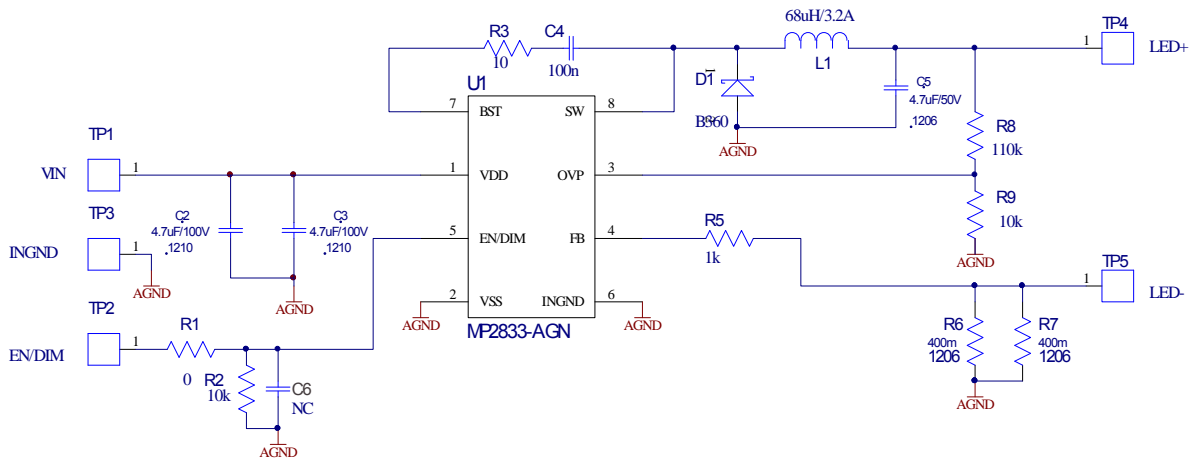 68uH/3.2A
L1
TP4
1
LED+
R3
10
C4
100n
D1
B560
C5
4.7uF/50V
.1206
AGND
U1
7
BST
SW
8
1
VDD
OVP
3
5
EN/DIM
FB
4
2
VSS
INGND
6
AGND
AGND
MP2833-AGN
R8
110k
R9
10k
AGND
TP1
VIN
1
TP3
INGND
1
AGND
C2
4.7uF/100V
.1210
C3
4.7uF/100V
.1210
AGND
R5
1k
TP5
1
LED-
R6
400m
1206
R7
400m
1206
AGND
TP2
EN/DIM
1
R1
0
R2
10k
C6
NC
AGND